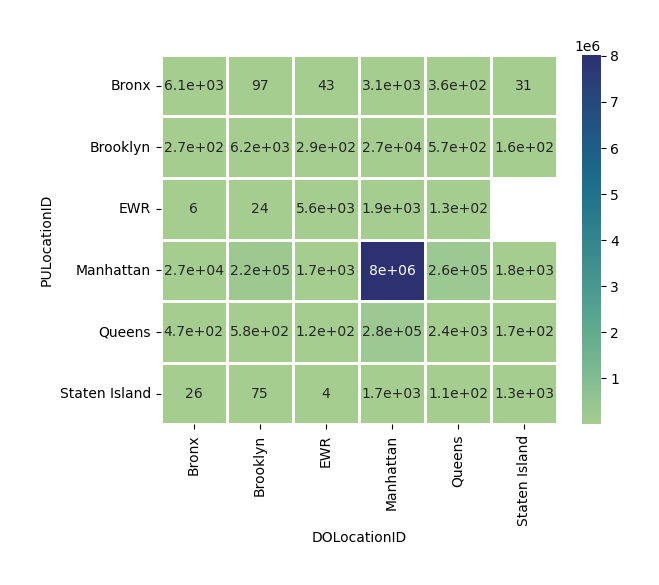 1e6
Bronx 6.1e+03 97 43 3.1e+03 3.6e+02 31
Brooklyn 2.7e+02 6.2e+03 2.9e+02 2.7e+04 5.7e+02 1.6e+02
EWR 6 24 5.6e+03 1.9e+03 1.3e+02
Manhattan 2.7e+04 2.2e+05 1.7e+03 8e+06 2.6e+05 1.8e+03
Queens 4.7e+02 5.8e+02 1.2e+02 2.8e+05 2.4e+03 1.7e+02
Staten Island 26 75 4 1.7e+03 1.1e+02 1.3e+03
PULocationID
Bronx Brooklyn EWR Manhattan Queens Staten Island
DOLocationID
8
7
6
5
4
3
2
1